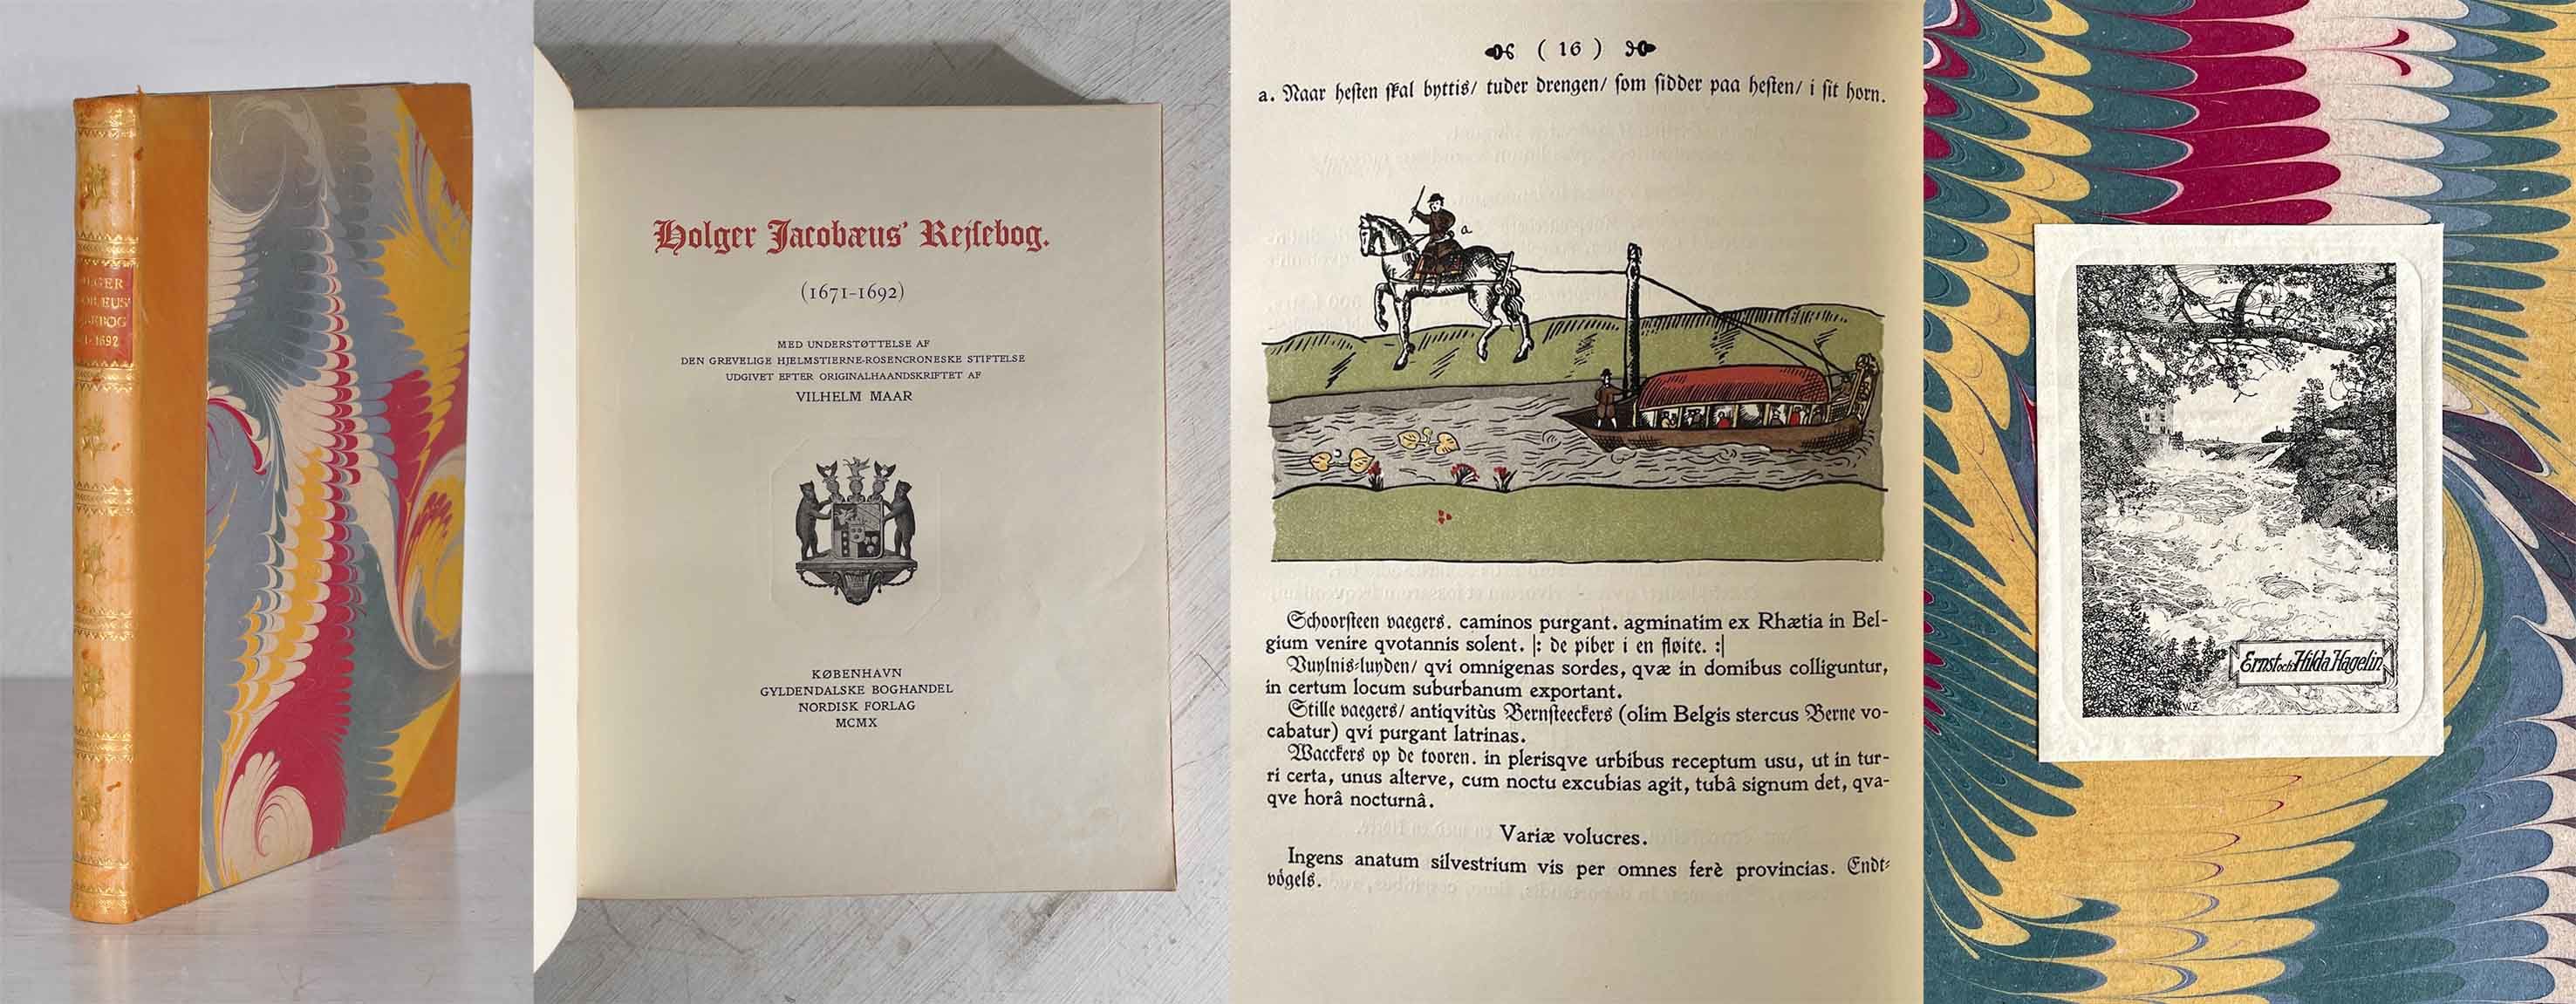 1692
Holger Jacobæus' Rejsebog.
(1671-1692)
MED UNDERSTØTTELSE AF
DEN GREVELIGE HJELMSTIERNE-ROSENCRONESKE STIFTELSE
UDGIVET EFTER ORIGINALHAANDSKRIFTET AF
VILHELM MAAR
KØBENHAVN
GYLDENDALSKE BOGHANDEL
NORDISK FORLAG
MCMX
( 16 )
a. Naar hesten skal byttis/ tuder drengen/ som sidder paa hesten/ i sit horn.
a
Schoorsteen vaegers. caminos purgant. agminatim ex Rhætia in Bel-
gium venire qvotannis solent. |: de piber i en fløite. :|
Vuylnis-luyden/ qvi omnigenas sordes, qvæ in domibus colliguntur,
in certum locum suburbanum exportant.
Stille vaegers/ antiqvitùs Bernsteeckers (olim Belgis stercus Berne vo-
cabatur) qvi purgant latrinas.
Wacckers op de tooren. in plerisqve urbibus receptum usu, ut in tur-
ri certa, unus alterve, cum noctu excubias agit, tubâ signum det, qva-
qve horâ nocturnâ.
Variæ volucres.
Ingens anatum silvestrium vis per omnes ferè provincias. Endt-
vögels.
Ernst och Hilda Hagelin